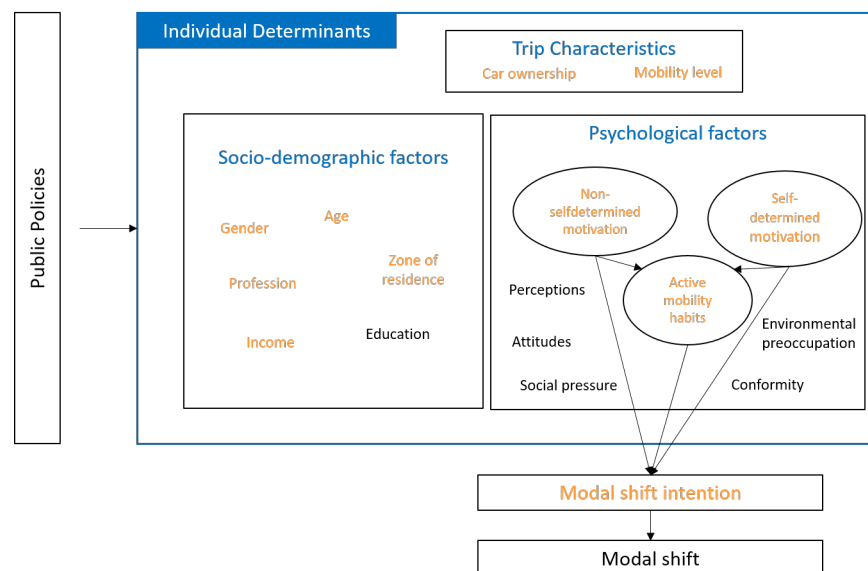 Individual Determinants
Trip Characteristics
Car ownership
Mobility level
Public Policies
Socio-demographic factors
Gender
Age
Profession
Zone of
residence
Income
Education
Psychological factors
Non-
selfdetermined
motivation
Self-
determined
motivation
Active
mobility
habits
Perceptions
Attitudes
Social pressure
Environmental
preoccupation
Conformity
Modal shift intention
Modal shift